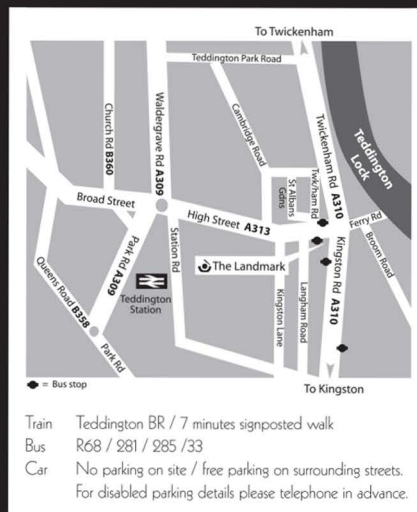 To Twickenham
Teddington Park Road
Church Rd B360
Waldergrave Rd A309
Cambridge Road
Twickenham Rd A310
Teddington
Lock
St Albans
Gdns
Twk/ham Rd
Broad Street
High Street A313
Ferry Rd
Broom Road
Park Rd A309
Station Rd
The Landmark
Kingston Rd A310
Queens Road B358
Teddington
Station
Kingston Lane
Langham Road
Park Rd
= Bus stop
To Kingston
Train Teddington BR / 7 minutes signposted walk
Bus R68 / 281 / 285 /33
Car No parking on site / free parking on surrounding streets.
For disabled parking details please telephone in advance.